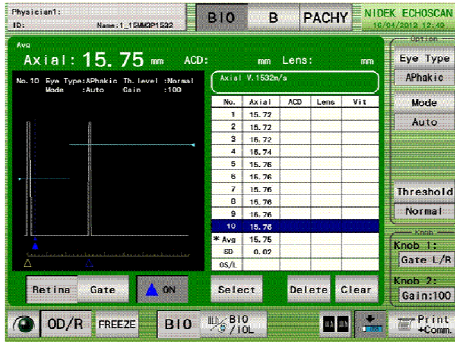 Physician1:
ID: Name:1_15MM3P1532
BIO B PACHY
NIDEK ECHOSCAN
16/04/2012 12:49
Avg
Axial: 15.75 mm ACD: mm Lens: mm
No.10 Eye Type:APhakic Th.level :Normal
Mode :Auto Gain :100
Axial V.1532m/s
No. Axial ACD Lens Vit
1 15.72
2 15.72
3 15.72
4 15.74
5 15.76
6 15.76
7 15.76
8 15.76
9 15.76
10 15.76
* Avg 15.75
SD 0.02
OS/L
Option
Eye Type
APhakic
Mode
Auto
Threshold
Normal
Knob
Knob 1:
Gate L/R
Knob 2:
Gain:100
Retina Gate ON Select Delete Clear
OD/R FREEZE BIO BIO /IOL Print +Comm.